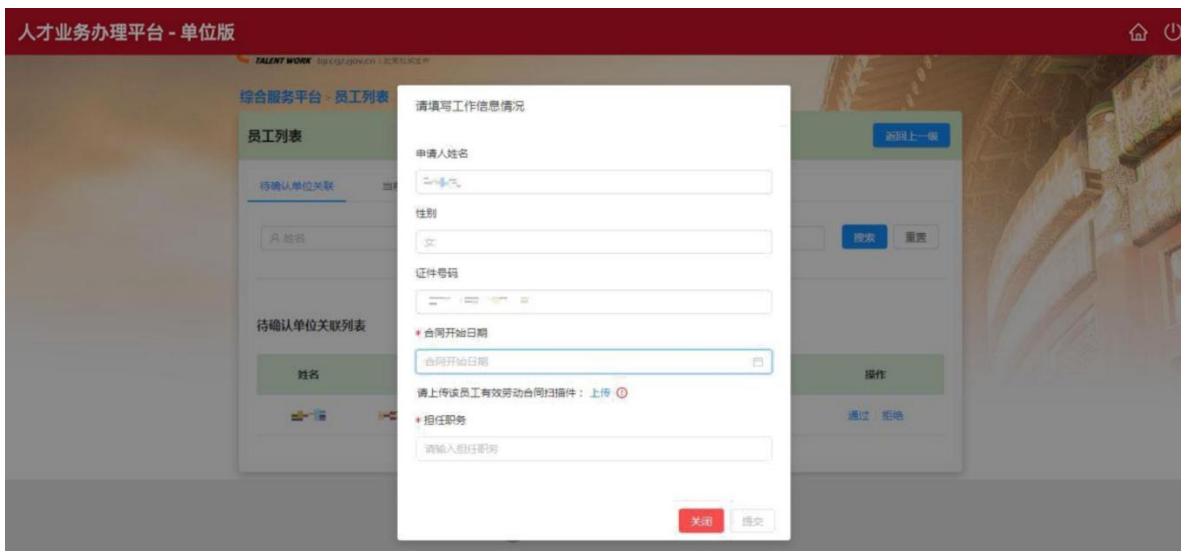 人才业务办理平台 - 单位版
TALENT WORK
综合服务平台 > 员工列表
员工列表
返回上一级
待确认单位关联
姓名
搜索
重置
待确认单位关联列表
姓名
操作
通过
拒绝
请填写工作信息情况
申请人姓名
性别
女
证件号码
* 合同开始日期
合同开始日期
请上传该员工有效劳动合同扫描件： 上传
* 担任职务
请输入担任职务
关闭
提交